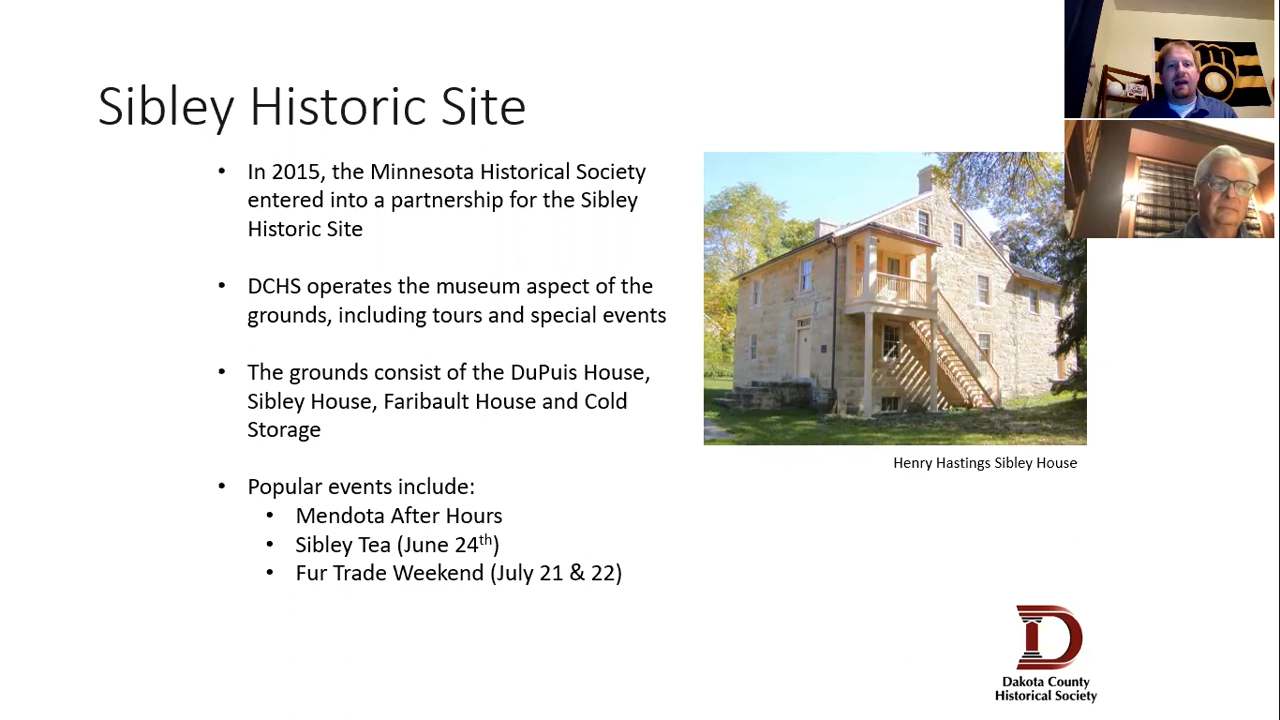 Sibley Historic Site
• In 2015, the Minnesota Historical Society
entered into a partnership for the Sibley
Historic Site
• DCHS operates the museum aspect of the
grounds, including tours and special events
• The grounds consist of the DuPuis House,
Sibley House, Faribault House and Cold
Storage
• Popular events include:
• Mendota After Hours
• Sibley Tea (June 24th)
• Fur Trade Weekend (July 21 & 22)
Henry Hastings Sibley House
Dakota County
Historical Society